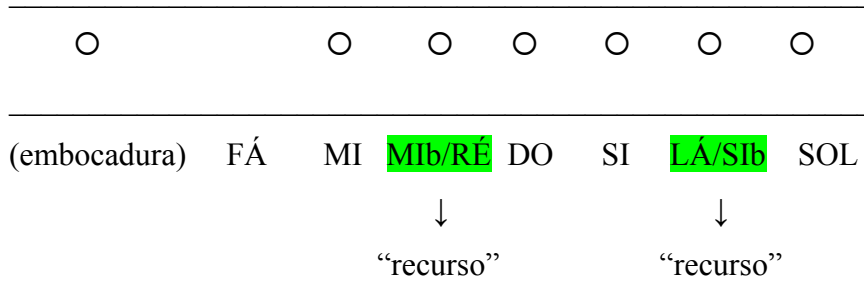 (embocadura) FÁ MI MIb/RÉ DO SI LÁ/SIb SOL
↓ ↓
“recurso” “recurso”